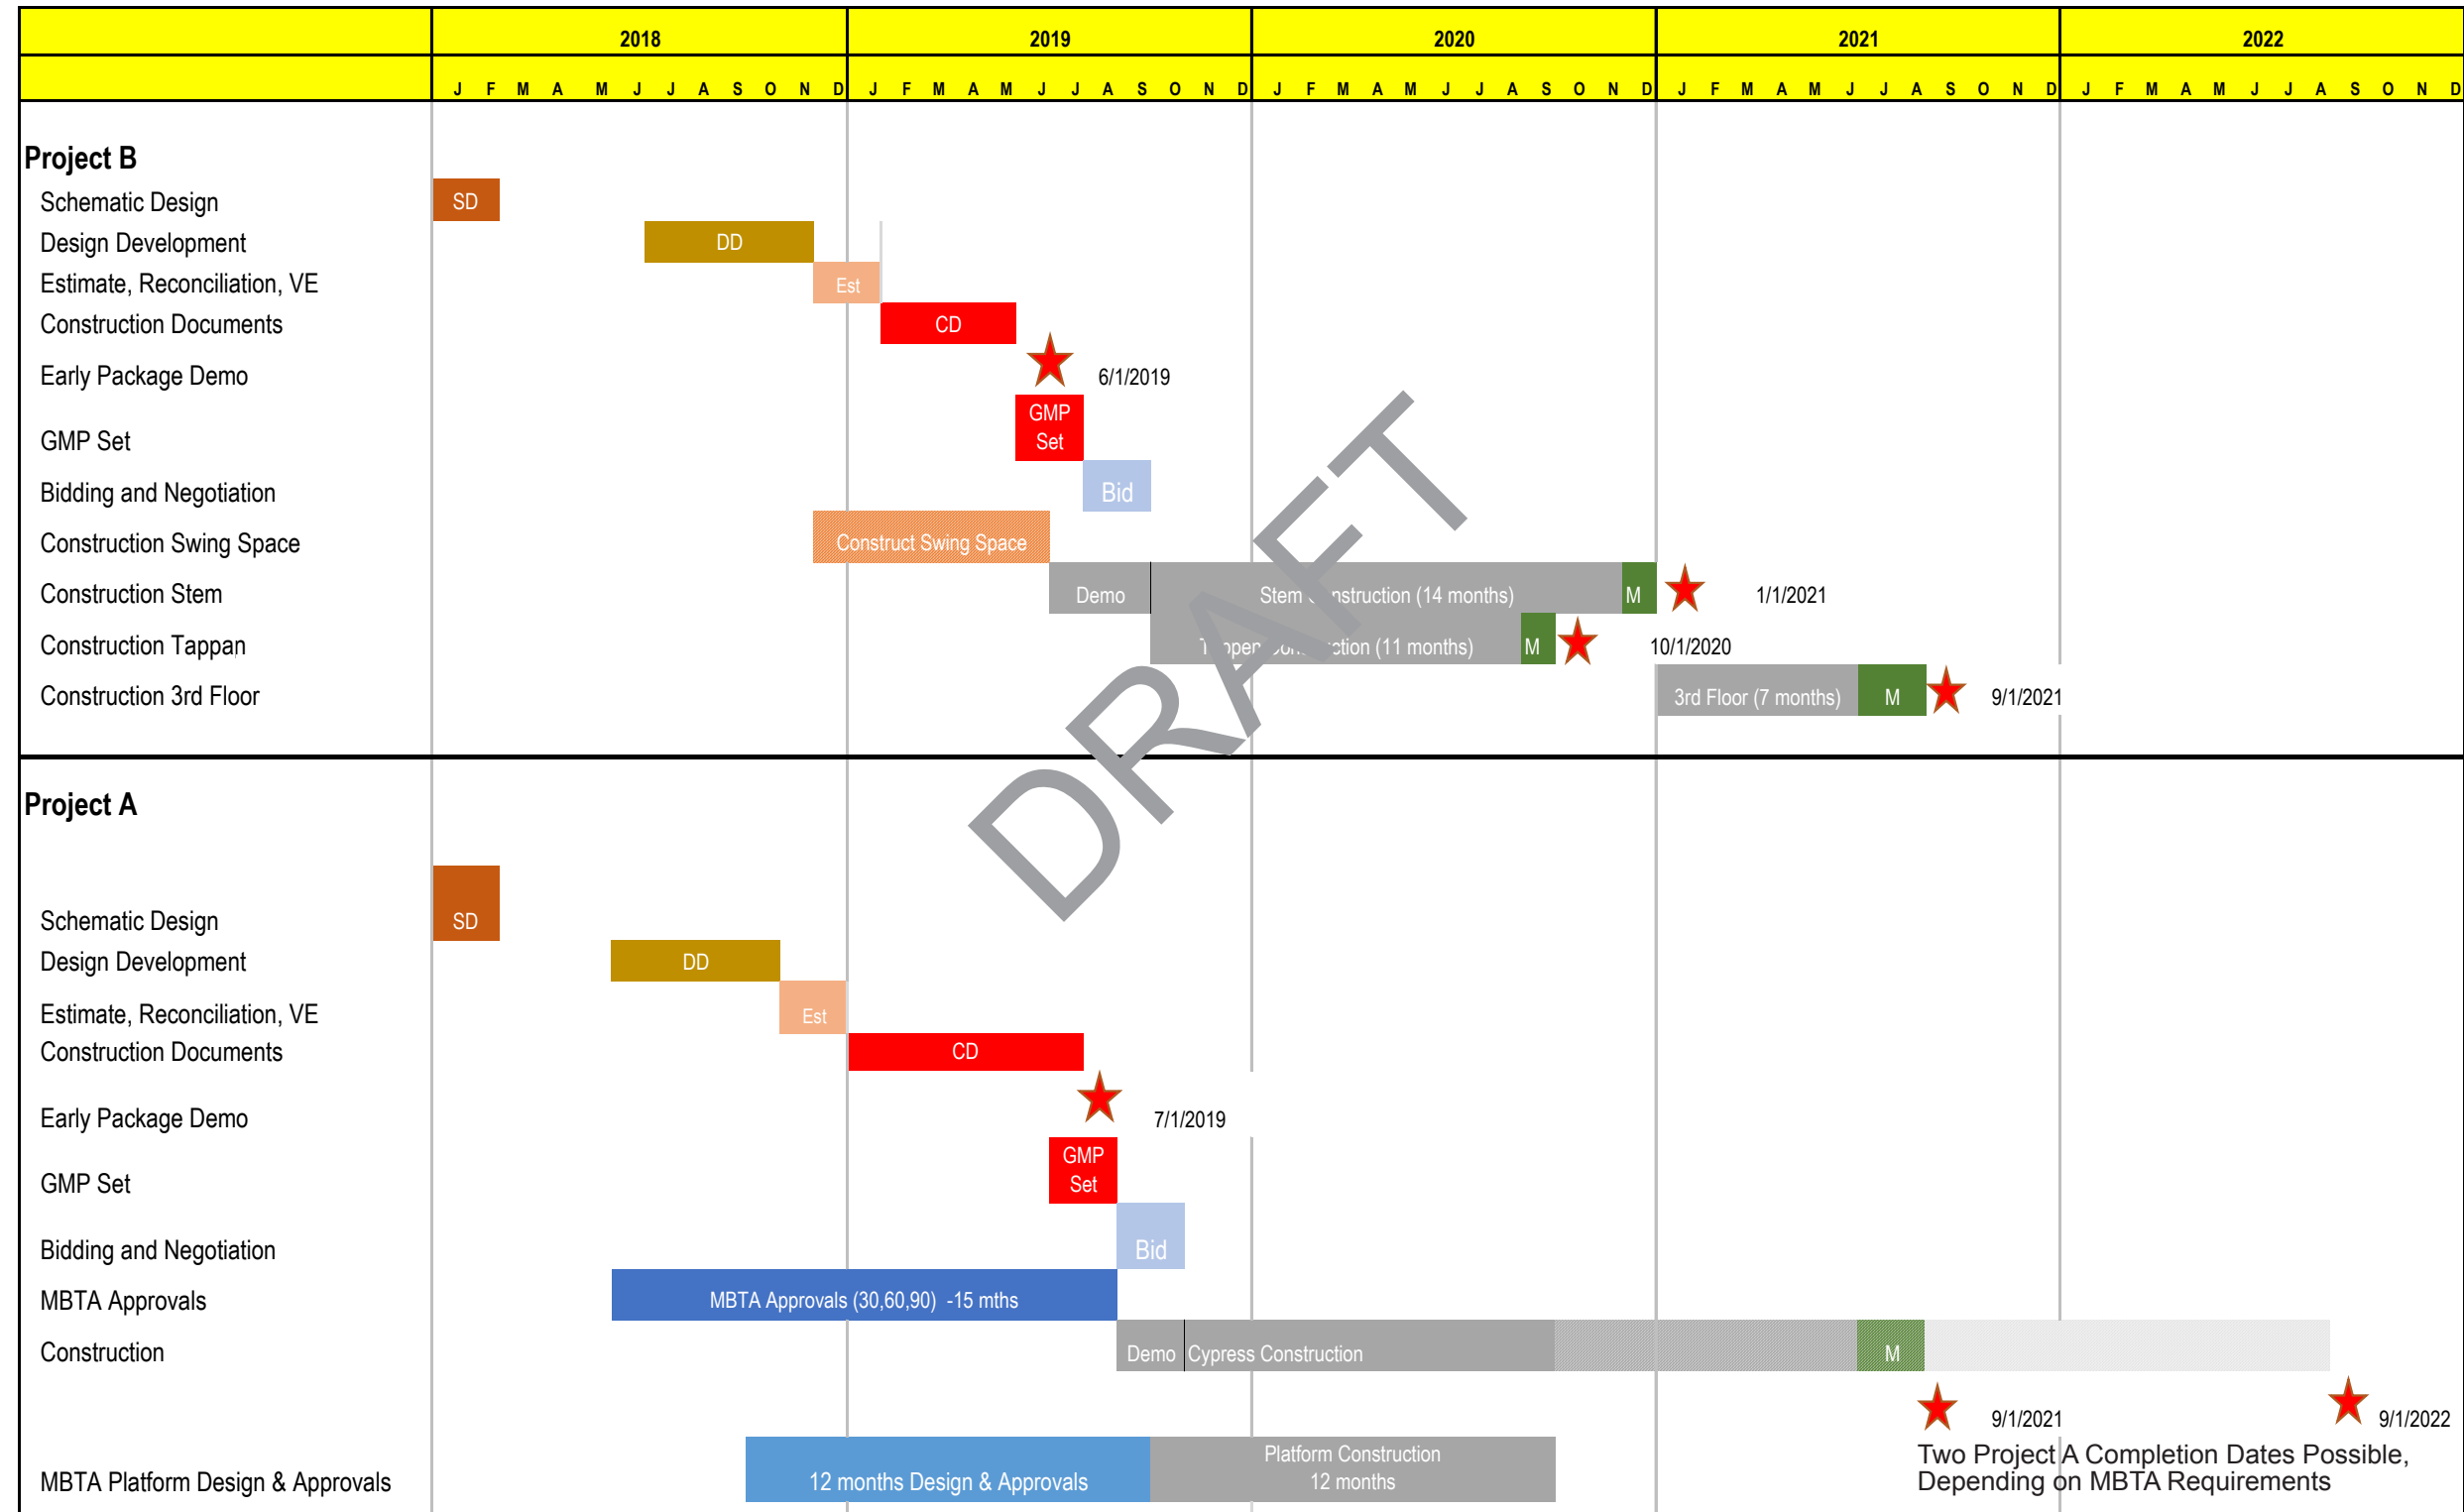 2018 2019 2020 2021 2022
J F M A M J J A S O N D J F M A M J J A S O N D J F M A M J J A S O N D J F M A M J J A S O N D J F M A M J J A S O N D
Project B
Schematic Design SD
Design Development DD
Estimate, Reconciliation, VE Est
Construction Documents CD
Early Package Demo 6/1/2019
GMP
GMP Set Set
Bidding and Negotiation Bid
Construction Swing Space Construct Swing Space
Construction Stem Demo Stem (14 months) M 1/1/2021
Construction Tappan (11 months) M 10/1/2020
Construction 3rd Floor 3rd Floor (7 months) M 9/1/2021
DRAFT
Project A
Schematic Design SD
Design Development DD
Estimate, Reconciliation, VE Est
Construction Documents CD
Early Package Demo 7/1/2019
GMP
GMP Set Set
Bidding and Negotiation Bid
MBTA Approvals MBTA Approvals (30,60,90) -15 mths
Construction Demo Cypress Construction M
9/1/2021 9/1/2022
Two Project A Completion Dates Possible,
Depending on MBTA Requirements
Platform Construction
MBTA Platform Design & Approvals 12 months Design & Approvals 12 months